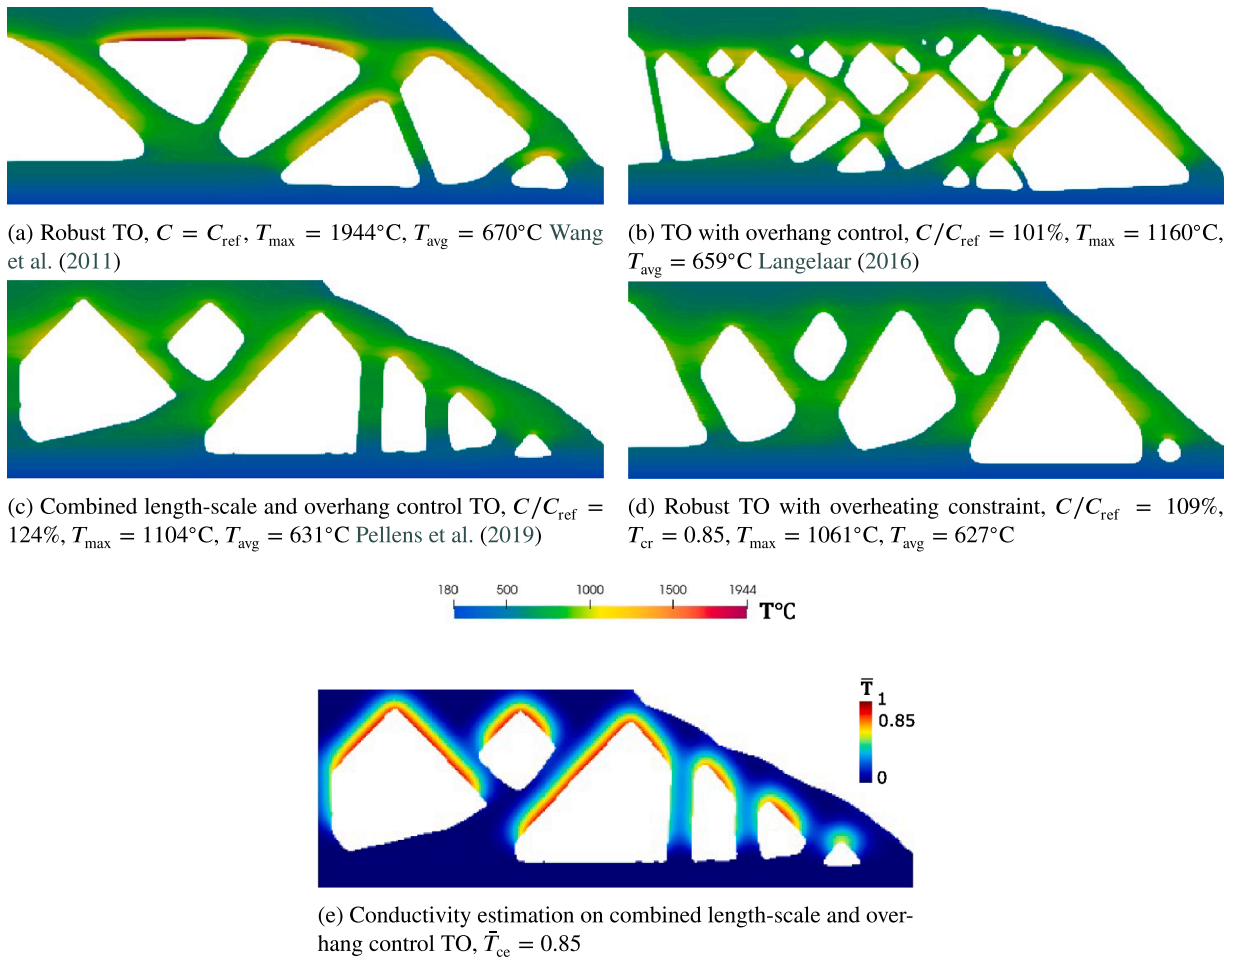 (a) Robust TO, C = C_ref, T_max = 1944°C, T_avg = 670°C Wang
et al. (2011)
(b) TO with overhang control, C/C_ref = 101%, T_max = 1160°C,
T_avg = 659°C Langelaar (2016)
(c) Combined length-scale and overhang control TO, C/C_ref =
124%, T_max = 1104°C, T_avg = 631°C Pellens et al. (2019)
(d) Robust TO with overheating constraint, C/C_ref = 109%,
T_cr = 0.85, T_max = 1061°C, T_avg = 627°C
180 500 1000 1500 1944
T°C
T̄
1
0.85
0
(e) Conductivity estimation on combined length-scale and over-
hang control TO, T̄_ce = 0.85